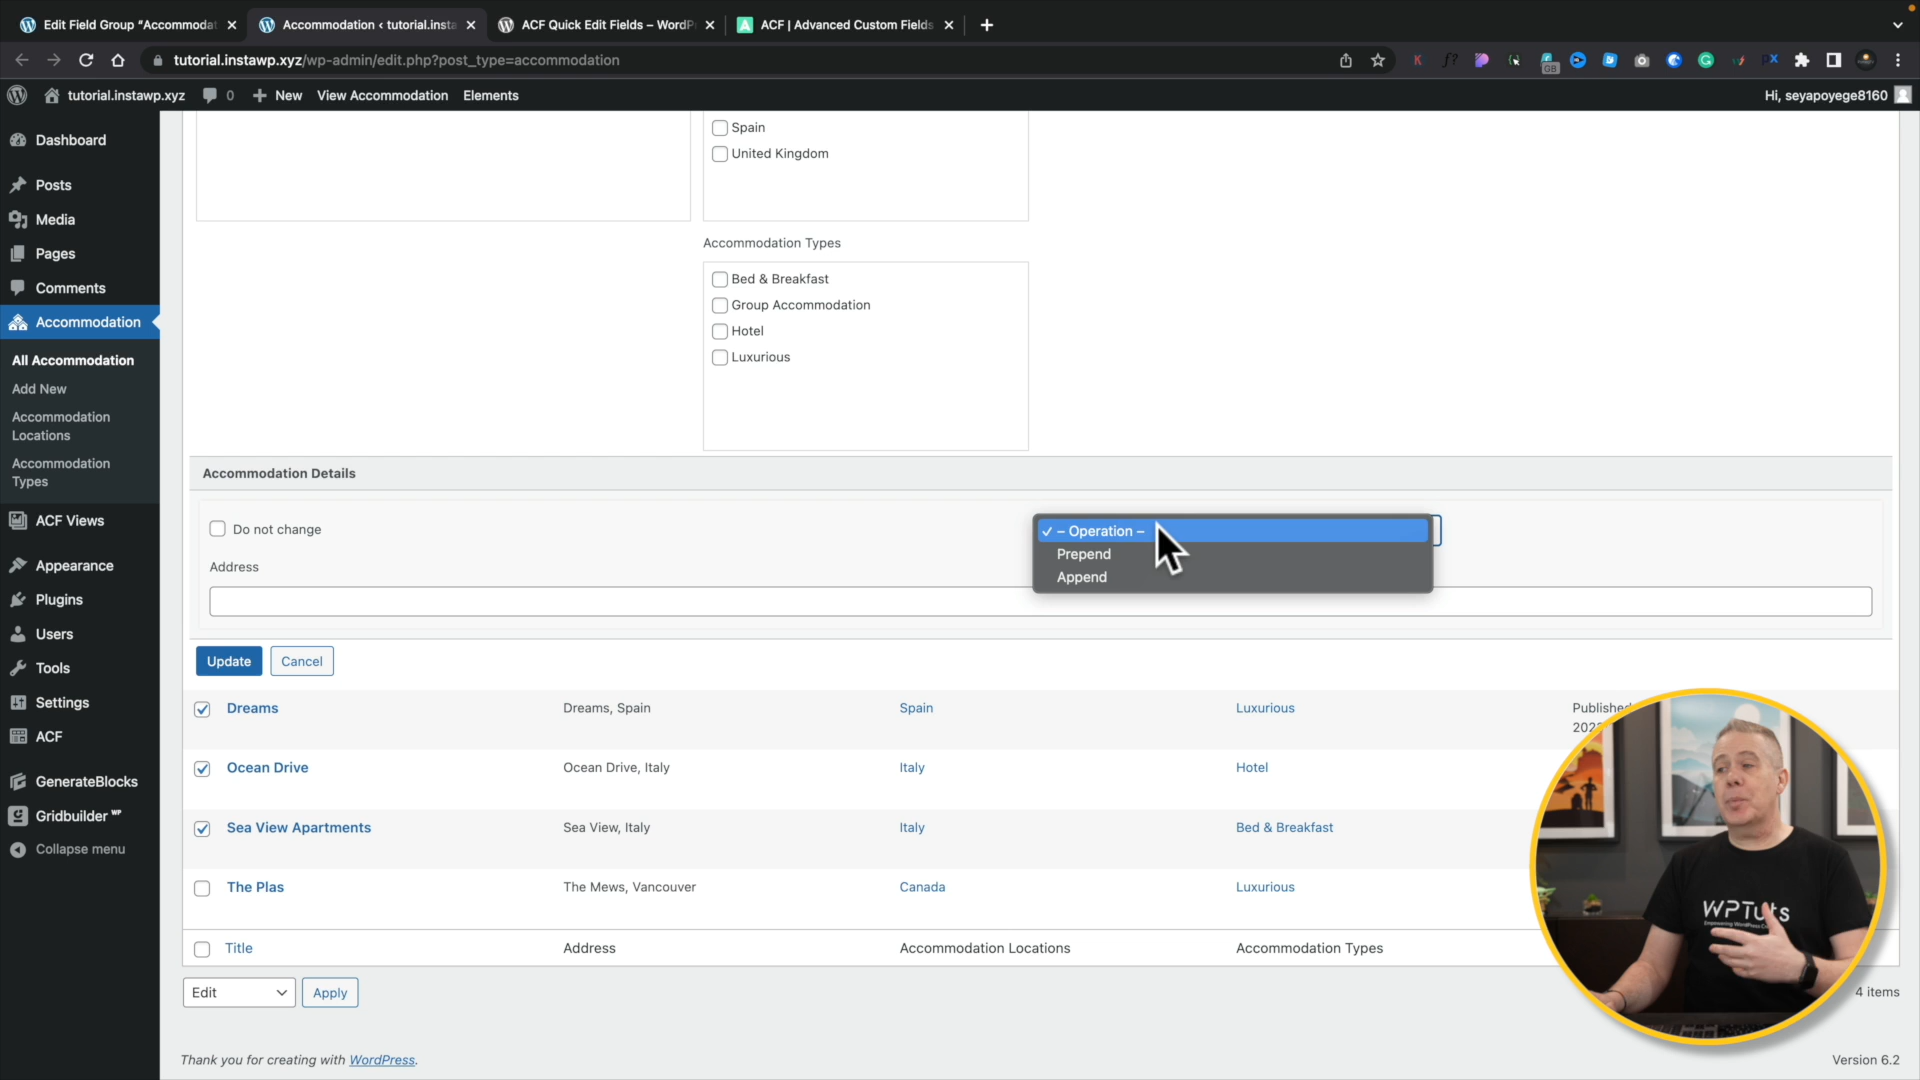 Edit Field Group "Accommodat
Accommodation ‹ tutorial.insta
ACF Quick Edit Fields – WordP
ACF | Advanced Custom Fields
tutorial.instawp.xyz/wp-admin/edit.php?post_type=accommodation
tutorial.instawp.xyz
0
New
View Accommodation
Elements
Hi, seyapoyege8160
Dashboard
Posts
Media
Pages
Comments
Accommodation
All Accommodation
Add New
Accommodation
Locations
Accommodation
Types
ACF Views
Appearance
Plugins
Users
Tools
Settings
ACF
GenerateBlocks
Gridbuilder WP
Collapse menu
Spain
United Kingdom
Accommodation Types
Bed & Breakfast
Group Accommodation
Hotel
Luxurious
Accommodation Details
Do not change
– Operation –
Prepend
Append
Address
Update
Cancel
Dreams
Dreams, Spain
Spain
Luxurious
Published
Ocean Drive
Ocean Drive, Italy
Italy
Hotel
Sea View Apartments
Sea View, Italy
Italy
Bed & Breakfast
The Plas
The Mews, Vancouver
Canada
Luxurious
Title
Address
Accommodation Locations
Accommodation Types
Edit
Apply
4 items
WPTuts
Thank you for creating with WordPress.
Version 6.2